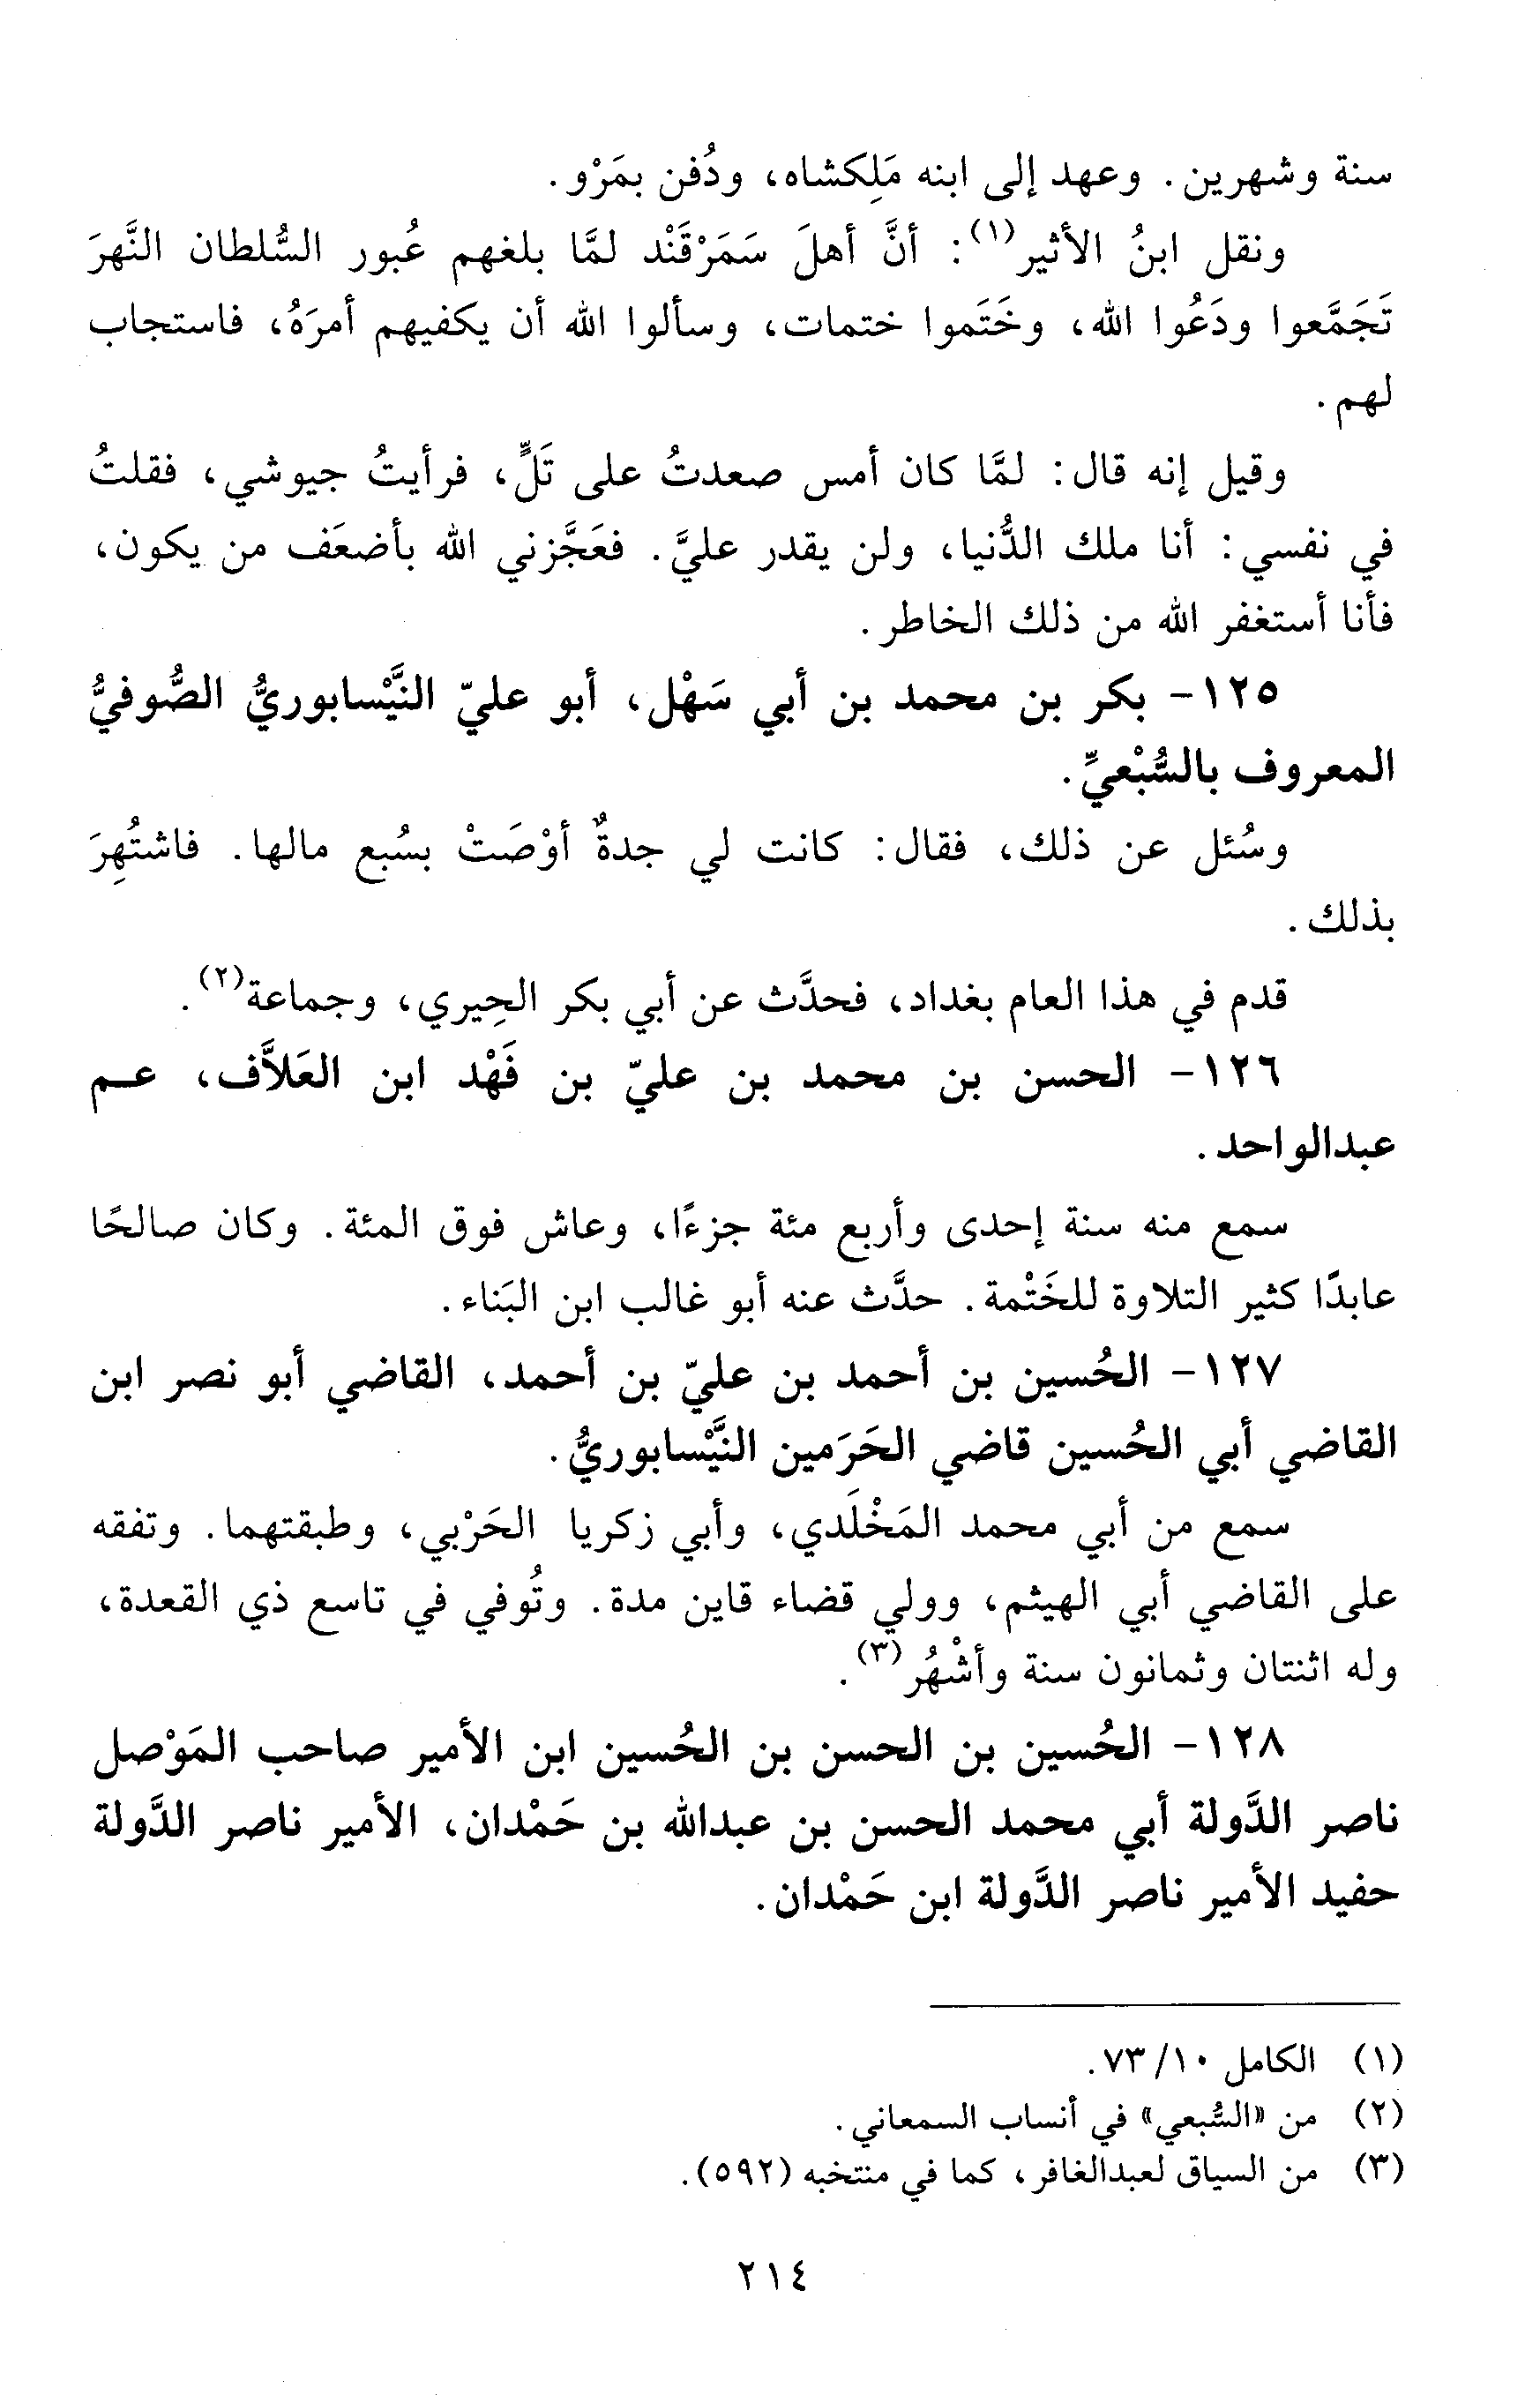 سنة وشهرين. وعهد إلى ابنه مَلِكشاه، ودُفن بمَرْو.
ونقل ابنُ الأثير(١): أنَّ أهلَ سَمَرْقَنْد لمَّا بلغهم عُبور السُّلطان النَّهرَ
تَجَمَّعوا ودَعُوا الله، وخَتَموا ختمات، وسألوا الله أن يكفيهم أمرَهُ، فاستجاب
لهم.
وقيل إنه قال: لمَّا كان أمس صعدتُ على تَلٍّ، فرأيتُ جيوشي، فقلتُ
في نفسي: أنا ملك الدُّنيا، ولن يقدر عليَّ. فعَجَّزني الله بأضعَف من يكون،
فأنا أستغفر الله من ذلك الخاطر.
١٢٥- بكر بن محمد بن أبي سَهْل، أبو عليّ النَّيْسابوريُّ الصُّوفيُّ
المعروف بالسُّبْعيِّ.
وسُئل عن ذلك، فقال: كانت لي جدةٌ أوْصَتْ بسُبع مالها. فاشتُهِرَ
بذلك.
قدم في هذا العام بغداد، فحدَّث عن أبي بكر الحِيري، وجماعة(٢).
١٢٦- الحسن بن محمد بن عليّ بن فَهْد ابن العَلاَّف، عم
عبدالواحد.
سمع منه سنة إحدى وأربع مئة جزءًا، وعاش فوق المئة. وكان صالحًا
عابدًا كثير التلاوة للخَتْمة. حدَّث عنه أبو غالب ابن البَناء.
١٢٧- الحُسين بن أحمد بن عليّ بن أحمد، القاضي أبو نصر ابن
القاضي أبي الحُسين قاضي الحَرَمين النَّيْسابوريُّ.
سمع من أبي محمد المَخْلَدي، وأبي زكريا الحَرْبي، وطبقتهما. وتفقه
على القاضي أبي الهيثم، وولي قضاء قاين مدة. وتُوفي في تاسع ذي القعدة،
وله اثنتان وثمانون سنة وأشْهُر(٣).
١٢٨- الحُسين بن الحسن بن الحُسين ابن الأمير صاحب المَوْصل
ناصر الدَّولة أبي محمد الحسن بن عبدالله بن حَمْدان، الأمير ناصر الدَّولة
حفيد الأمير ناصر الدَّولة ابن حَمْدان.
(١) الكامل ١٠/ ٧٣.
(٢) من «السُّبعي» في أنساب السمعاني.
(٣) من السياق لعبدالغافر، كما في منتخبه (٥٩٢).
٢١٤